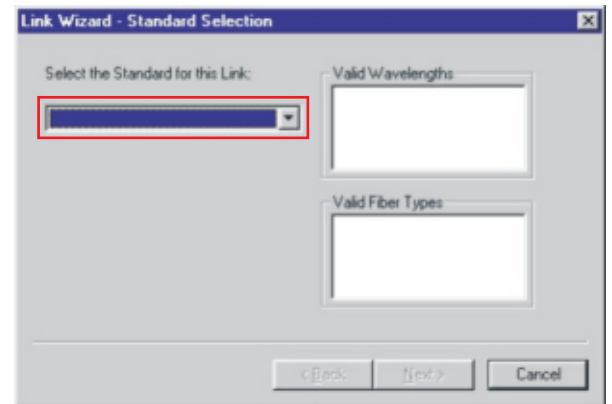 Link Wizard - Standard Selection
Select the Standard for this Link:
Valid Wavelengths
Valid Fiber Types
< Back
Next >
Cancel